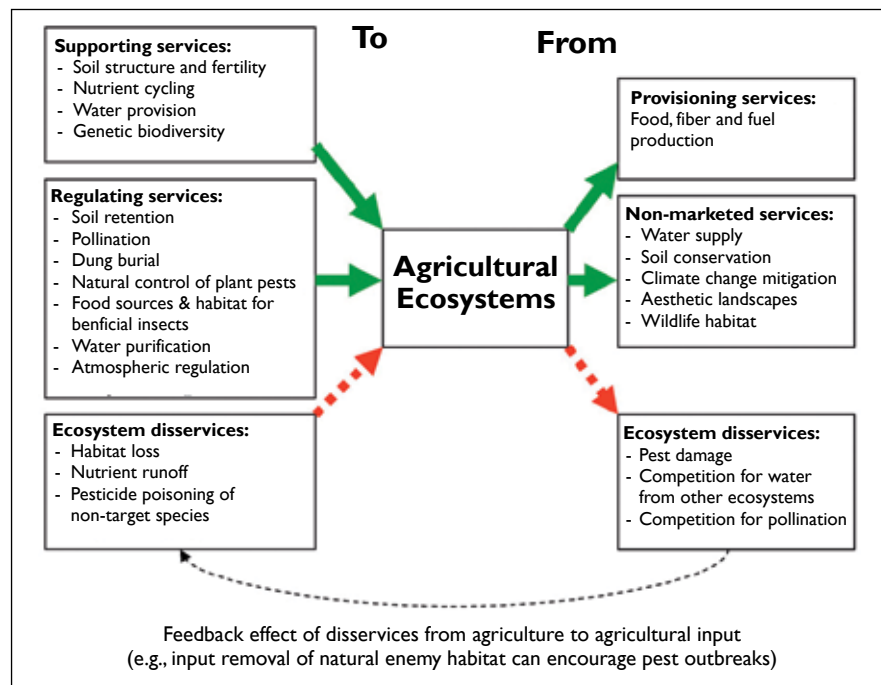 To
From
Supporting services:
- Soil structure and fertility
- Nutrient cycling
- Water provision
- Genetic biodiversity
Regulating services:
- Soil retention
- Pollination
- Dung burial
- Natural control of plant pests
- Food sources & habitat for
benficial insects
- Water purification
- Atmospheric regulation
Ecosystem disservices:
- Habitat loss
- Nutrient runoff
- Pesticide poisoning of
non-target species
Agricultural
Ecosystems
Provisioning services:
Food, fiber and fuel
production
Non-marketed services:
- Water supply
- Soil conservation
- Climate change mitigation
- Aesthetic landscapes
- Wildlife habitat
Ecosystem disservices:
- Pest damage
- Competition for water
from other ecosystems
- Competition for pollination
Feedback effect of disservices from agriculture to agricultural input
(e.g., input removal of natural enemy habitat can encourage pest outbreaks)